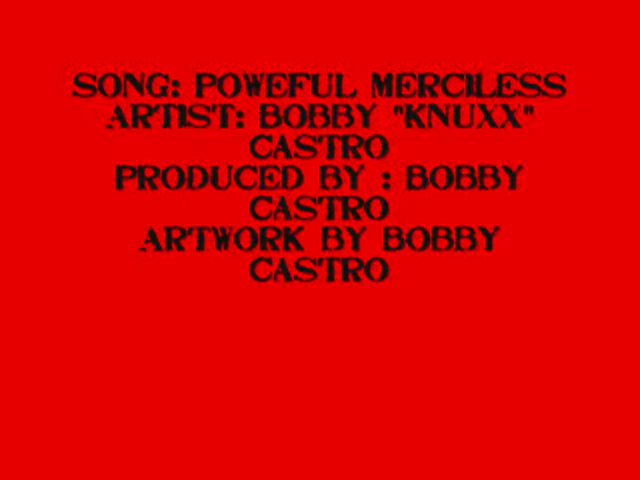 SONG: POWEFUL MERCILESS
ARTIST: BOBBY "KNUXX"
CASTRO
PRODUCED BY : BOBBY
CASTRO
ARTWORK BY BOBBY
CASTRO